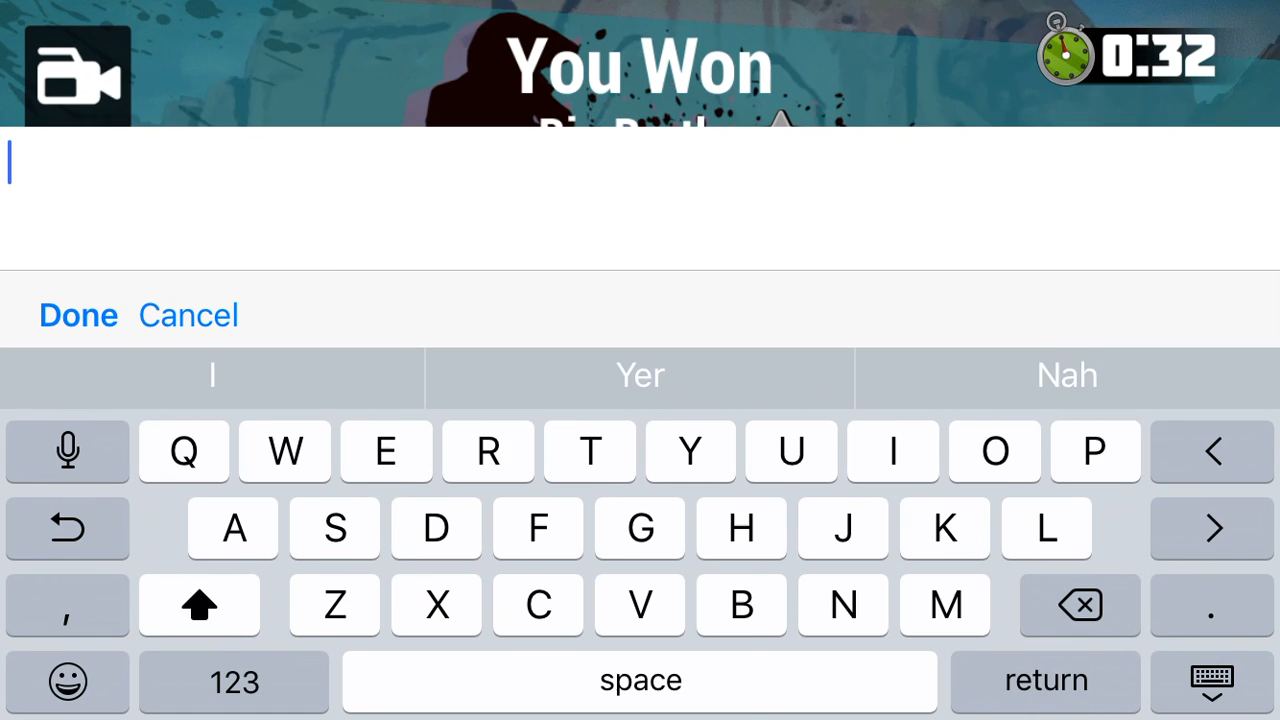 You Won
0:32
Done Cancel
I Yer Nah
Q W E R T Y U I O P <
A S D F G H J K L >
, Z X C V B N M .
123 space return